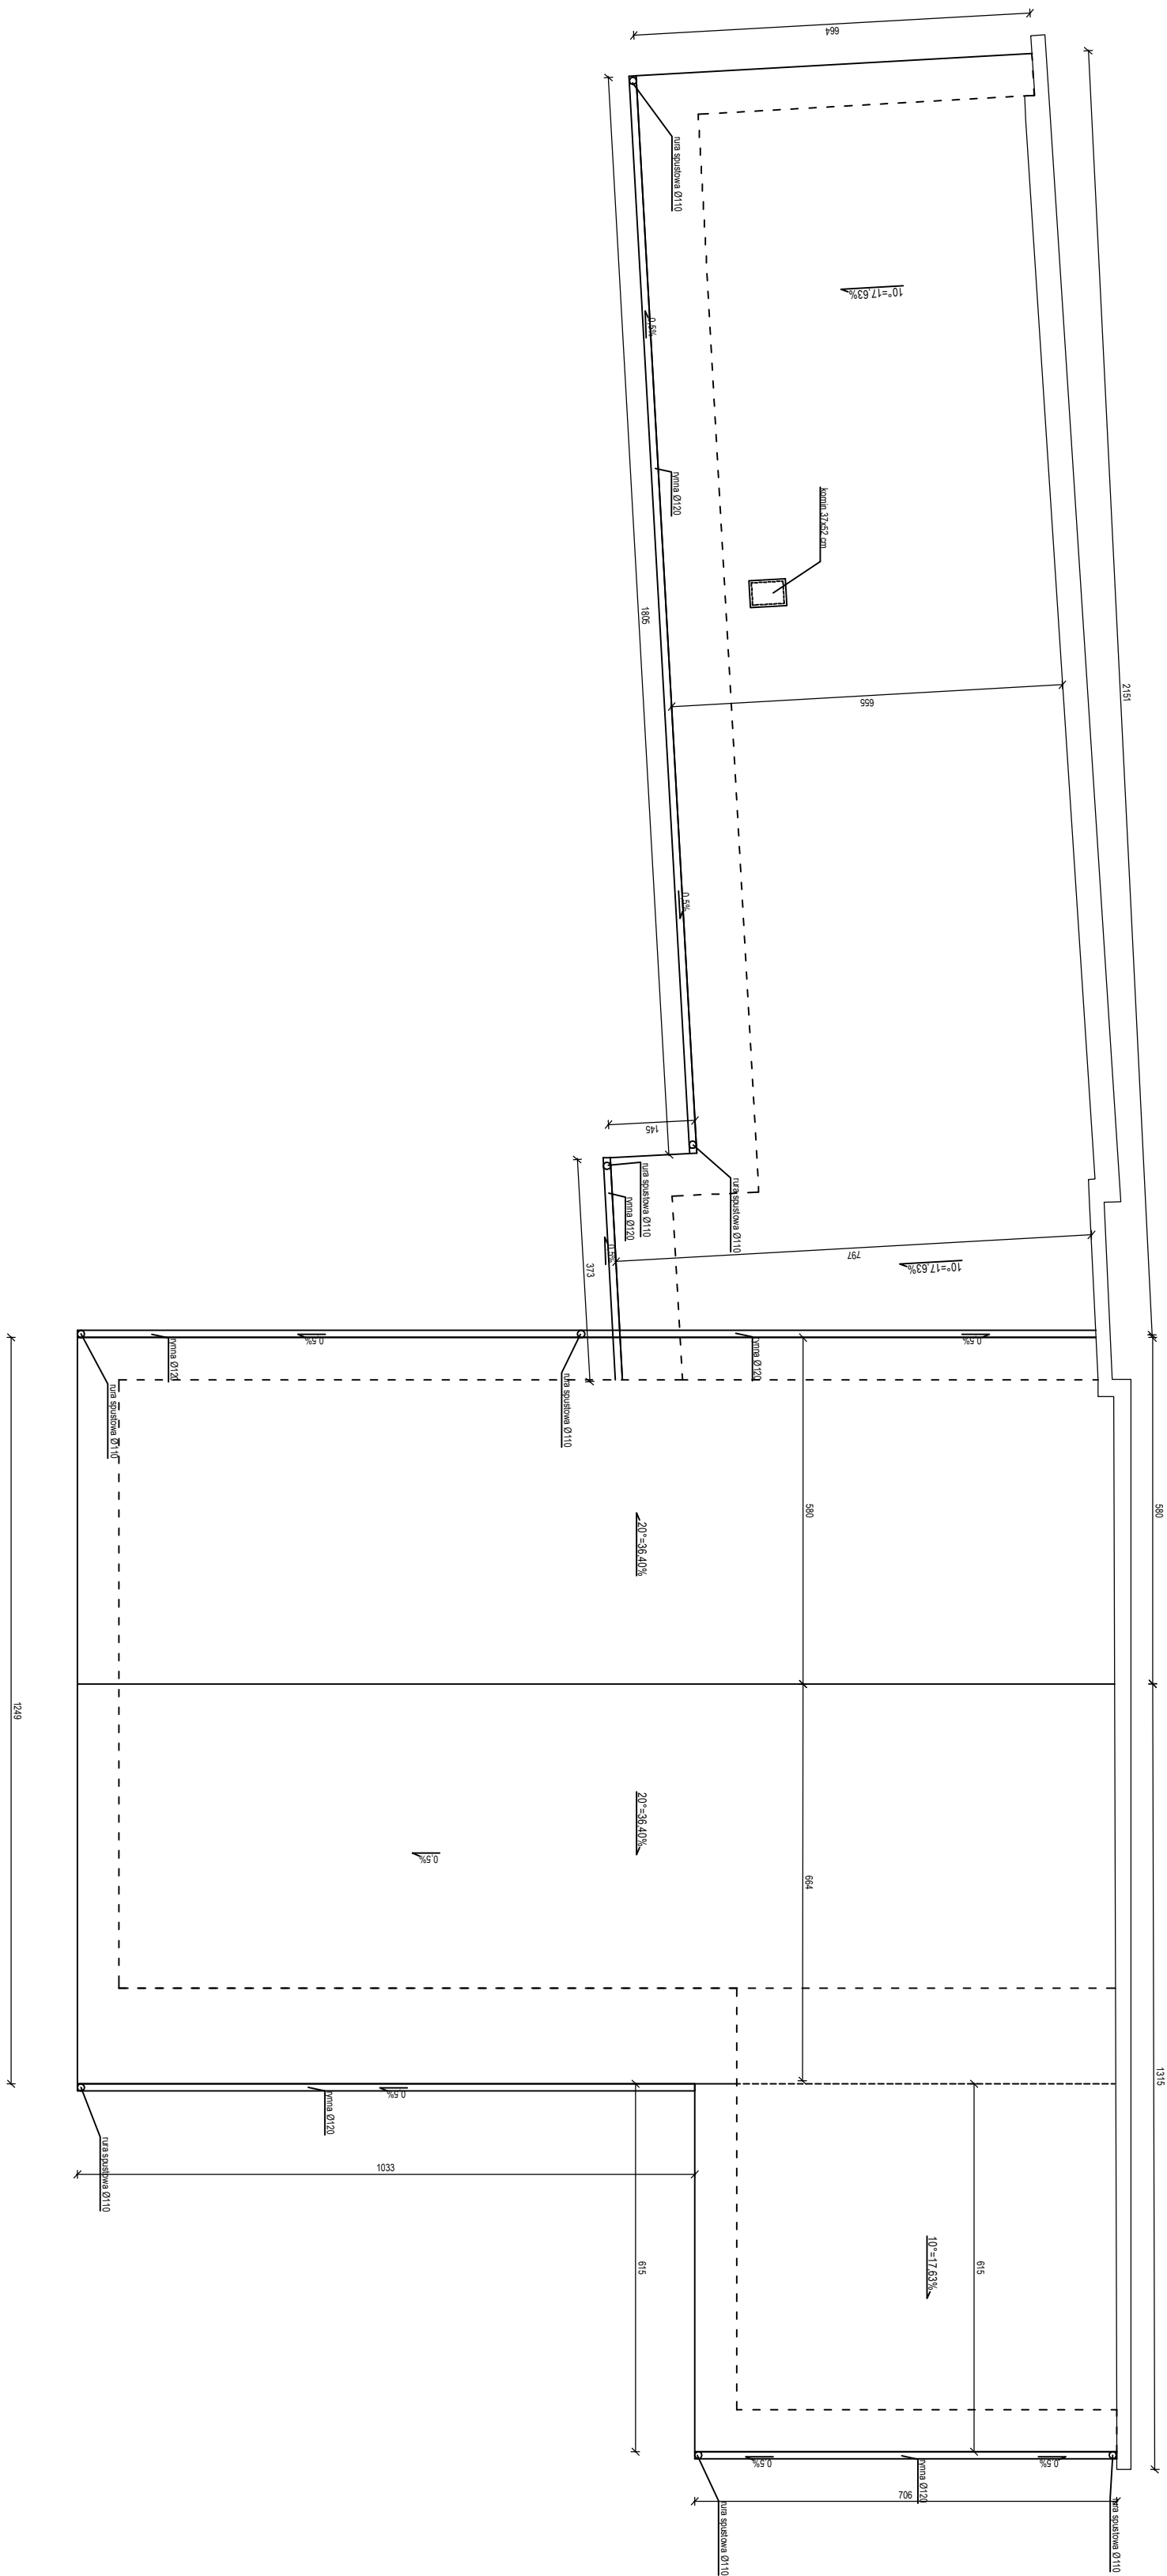 664
rura spustowa Ø110
10°=17,63%
0,5%
rynna Ø120
komin 37x52 cm
1805
2151
655
0,5%
145
rura spustowa Ø110
rynna Ø120
rura spustowa Ø110
0,5%
797
10°=17,63%
373
rynna Ø120
0,5%
rynna Ø120
0,5%
rura spustowa Ø110
rura spustowa Ø110
580
580
20°=36,40%
1249
20°=36,40%
0,5%
664
1315
rynna Ø120
0,5%
rura spustowa Ø110
1033
615
615
10°=17,63%
0,5%
rynna Ø120
0,5%
706
rura spustowa Ø110
rura spustowa Ø110